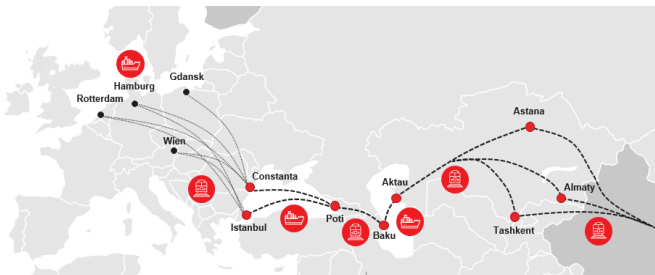 Gdansk
Hamburg
Rotterdam
Astana
Wien
Constanta
Aktau
Almaty
Istanbul
Poti
Baku
Tashkent